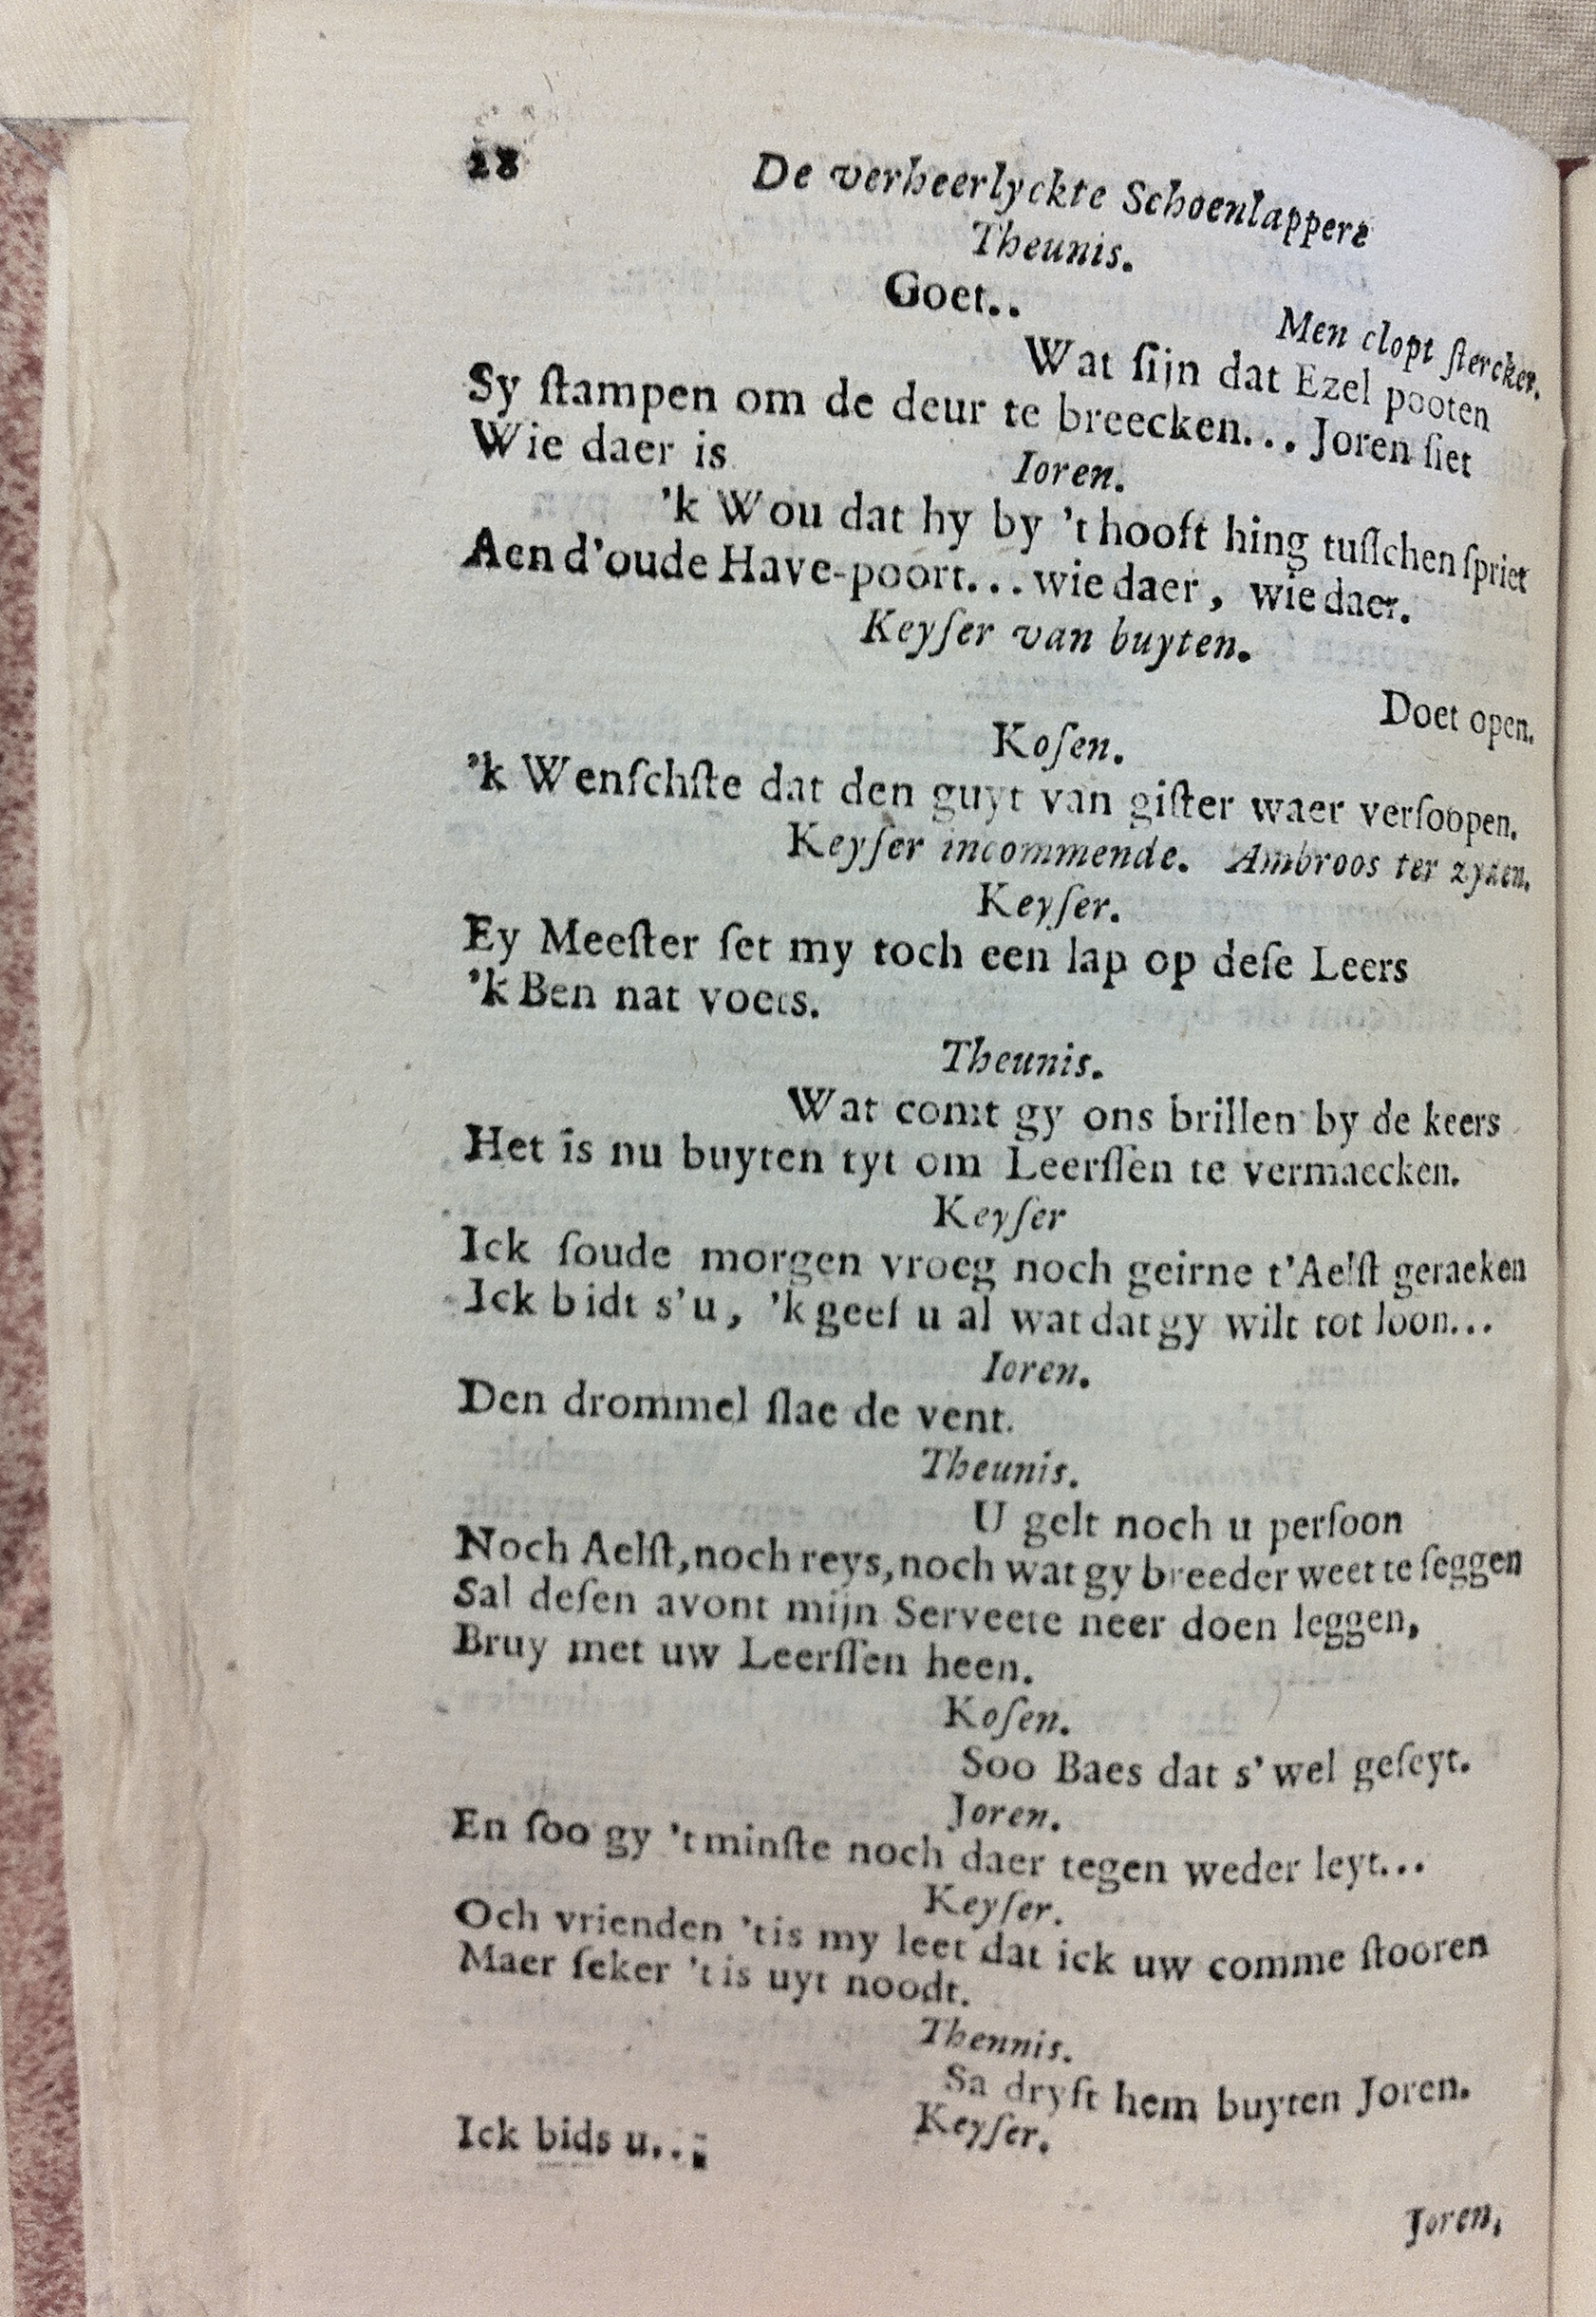 28 De verheerlyckte Schoenlappers
Theunis.
Goet..
Men clopt ſtercker.
Wat ſijn dat Ezel pooten
Sy ſtampen om de deur te breecken... Joren ſiet
Wie daer is
Ioren.
'k Wou dat hy by 't hooft hing tuſſchen ſpriet
Aen d'oude Have-poort... wie daer, wie daer.
Keyſer van buyten.
Doet open.
Koſen.
'k Wenſchſte dat den guyt van giſter waer verſoopen.
Keyſer incommende. Ambroos ter zyden.
Keyſer.
Ey Meeſter ſet my toch een lap op deſe Leers
'k Ben nat voets.
Theunis.
Wat comt gy ons brillen by de keers
Het is nu buyten tyt om Leerſſen te vermaecken.
Keyſer
Ick ſoude morgen vroeg noch geirne t'Aelſt geraeken
Ick bidt s'u, 'k geef u al wat dat gy wilt tot loon...
Ioren.
Den drommel ſlae de vent.
Theunis.
U gelt noch u perſoon
Noch Aelſt, noch reys, noch wat gy breeder weet te ſeggen
Sal deſen avont mijn Serveete neer doen leggen,
Bruy met uw Leerſſen heen.
Koſen.
Soo Baes dat s' wel geſeyt.
Joren.
En ſoo gy 't minſte noch daer tegen weder leyt...
Keyſer.
Och vrienden 't is my leet dat ick uw comme ſtooren
Maer ſeker 't is uyt noodt.
Thennis.
Sa dryft hem buyten Joren.
Keyſer.
Ick bids u...
Joren,